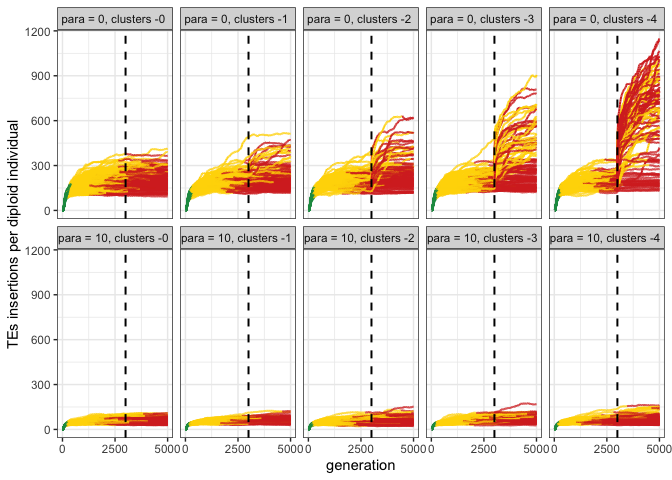 para = 0, clusters -0 para = 0, clusters -1 para = 0, clusters -2 para = 0, clusters -3 para = 0, clusters -4
1200
900
600
300
0
para = 10, clusters -0 para = 10, clusters -1 para = 10, clusters -2 para = 10, clusters -3 para = 10, clusters -4
1200
900
600
300
0
0 2500 5000 0 2500 5000 0 2500 5000 0 2500 5000 0 2500 5000
generation
TEs insertions per diploid individual